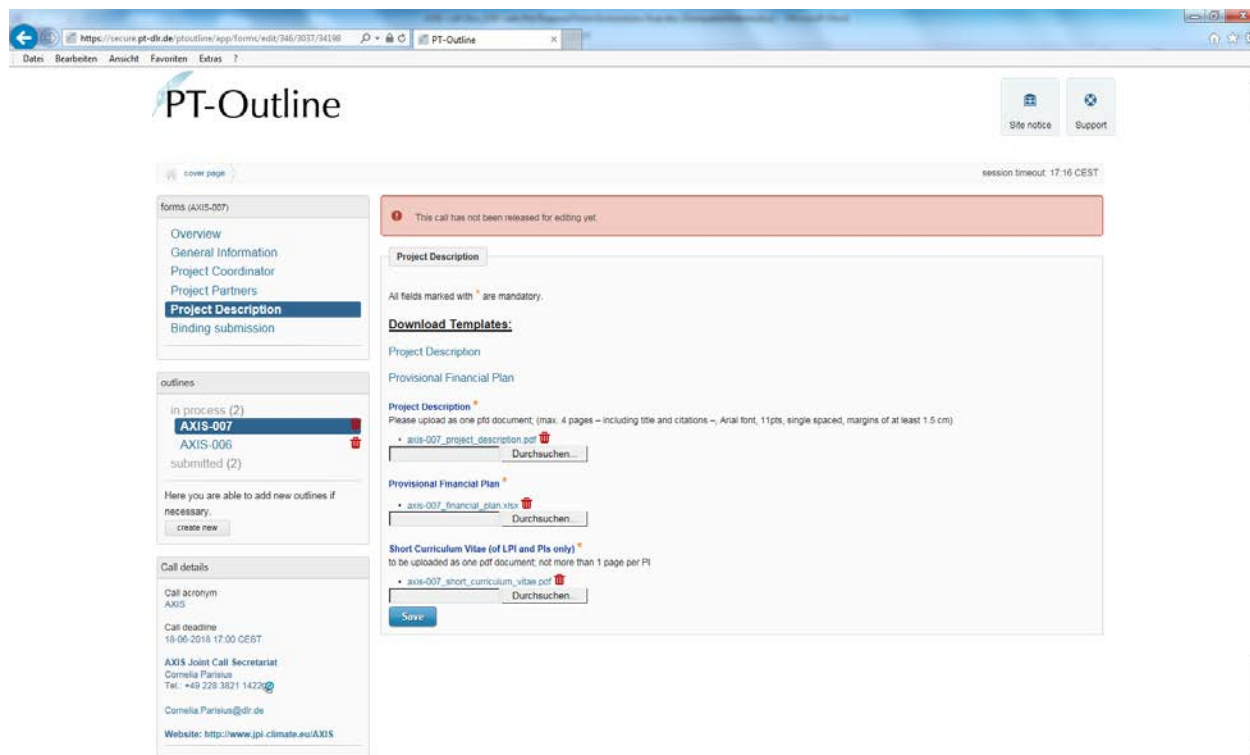 https://secure.pt-dlr.de/ptoutline/app/forms/edit/346/3037/34198
PT-Outline
Datei Bearbeiten Ansicht Favoriten Extras ?
PT-Outline
Site notice
Support
cover page
session timeout: 17:16 CEST
forms (AXIS-007)
Overview
General Information
Project Coordinator
Project Partners
Project Description
Binding submission
outlines
in process (2)
AXIS-007
AXIS-006
submitted (2)
Here you are able to add new outlines if
necessary.
create new
Call details
Call acronym
AXIS
Call deadline
18-06-2018 17:00 CEST
AXIS Joint Call Secretariat
Cornelia Parisius
Tel.: +49 228 3821 1422
Cornelia.Parisius@dlr.de
Website: http://www.jpi-climate.eu/AXIS
This call has not been released for editing yet.
Project Description
All fields marked with * are mandatory.
Download Templates:
Project Description
Provisional Financial Plan
Project Description *
Please upload as one pfd document; (max. 4 pages – including title and citations –, Arial font, 11pts, single spaced, margins of at least 1.5 cm)
• axis-007_project_description.pdf
Durchsuchen...
Provisional Financial Plan *
• axis-007_financial_plan.xlsx
Durchsuchen...
Short Curriculum Vitae (of LPI and PIs only) *
to be uploaded as one pdf document; not more than 1 page per PI
• axis-007_short_curriculum_vitae.pdf
Durchsuchen...
Save